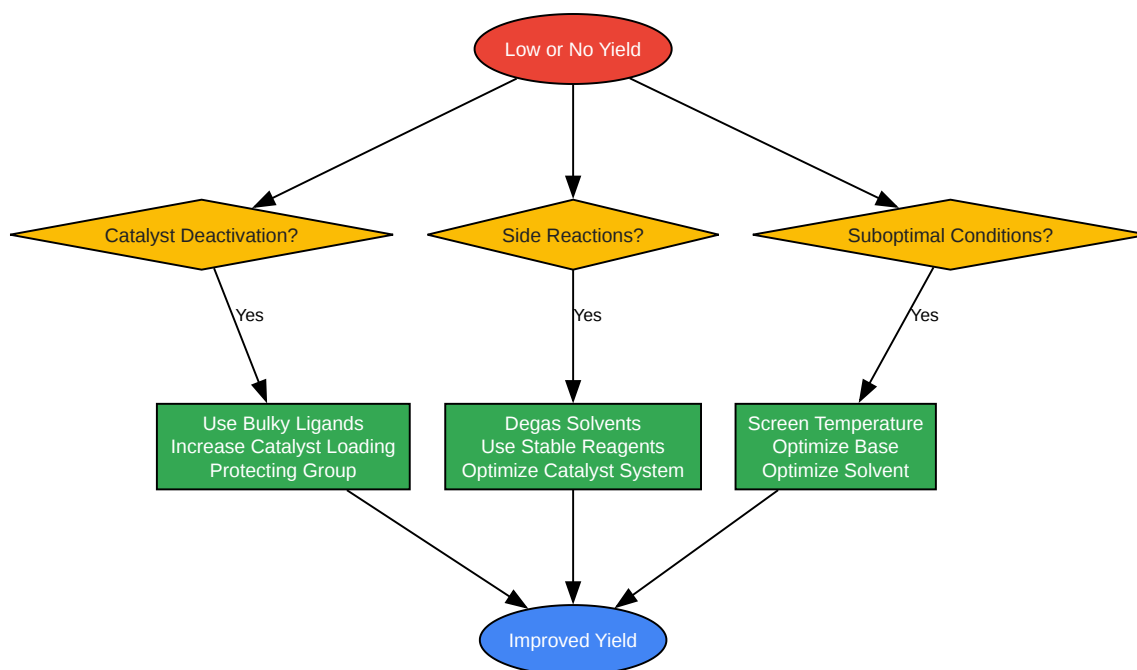 Low or No Yield
Catalyst Deactivation?
Side Reactions?
Suboptimal Conditions?
Yes
Yes
Yes
Use Bulky Ligands
Increase Catalyst Loading
Protecting Group
Degas Solvents
Use Stable Reagents
Optimize Catalyst System
Screen Temperature
Optimize Base
Optimize Solvent
Improved Yield